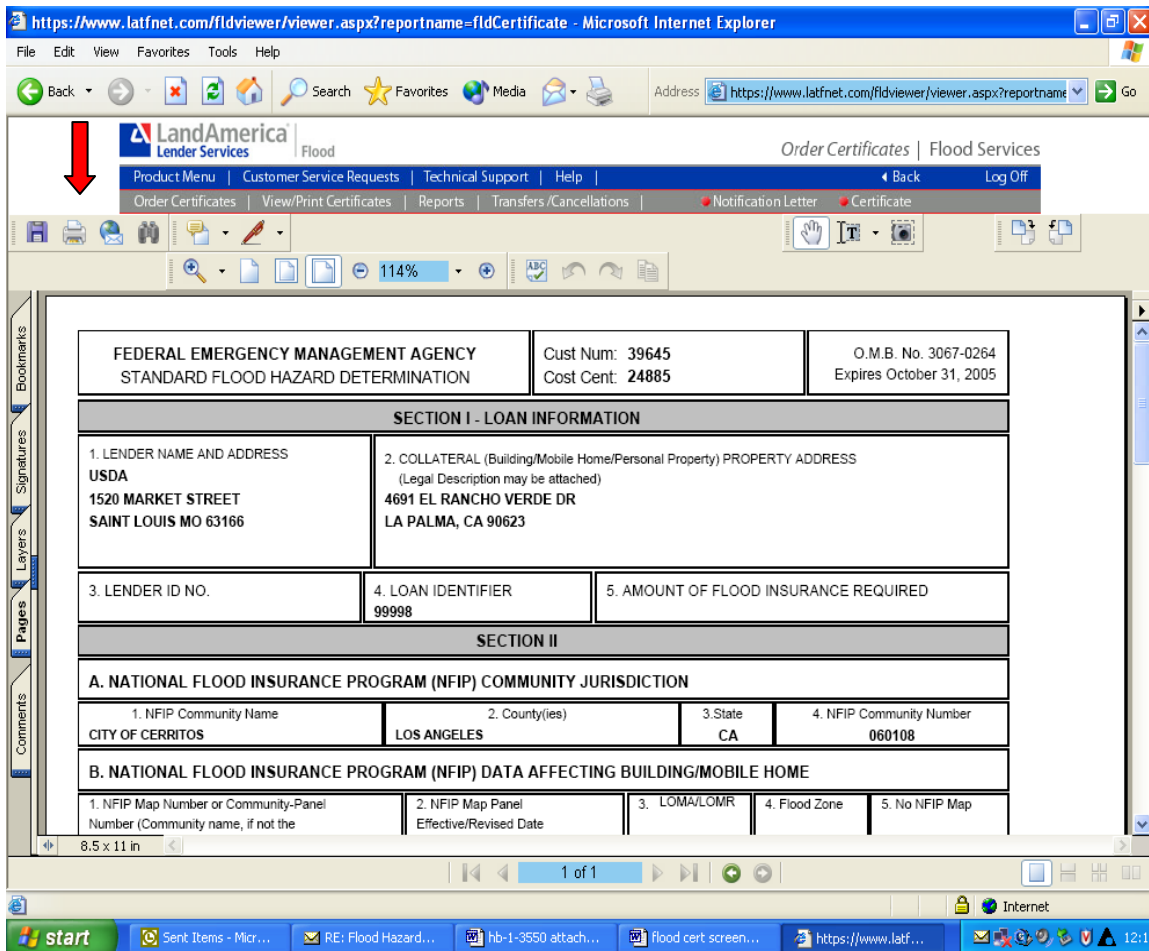 https://www.latfnet.com/fldviewer/viewer.aspx?reportname=fldCertificate - Microsoft Internet Explorer
File Edit View Favorites Tools Help
Back Search Favorites Media Address https://www.latfnet.com/fldviewer/viewer.aspx?reportname Go
LandAmerica
Lender Services Flood Order Certificates | Flood Services
Product Menu | Customer Service Requests | Technical Support | Help | Back Log Off
Order Certificates | View/Print Certificates | Reports | Transfers /Cancellations | Notification Letter Certificate
114%
ABC
Bookmarks
Signatures
Layers
Pages
Comments
FEDERAL EMERGENCY MANAGEMENT AGENCY
STANDARD FLOOD HAZARD DETERMINATION
Cust Num: 39645
Cost Cent: 24885
O.M.B. No. 3067-0264
Expires October 31, 2005
SECTION I - LOAN INFORMATION
1. LENDER NAME AND ADDRESS
USDA
1520 MARKET STREET
SAINT LOUIS MO 63166
2. COLLATERAL (Building/Mobile Home/Personal Property) PROPERTY ADDRESS
(Legal Description may be attached)
4691 EL RANCHO VERDE DR
LA PALMA, CA 90623
3. LENDER ID NO.
4. LOAN IDENTIFIER
99998
5. AMOUNT OF FLOOD INSURANCE REQUIRED
SECTION II
A. NATIONAL FLOOD INSURANCE PROGRAM (NFIP) COMMUNITY JURISDICTION
1. NFIP Community Name
CITY OF CERRITOS
2. County(ies)
LOS ANGELES
3.State
CA
4. NFIP Community Number
060108
B. NATIONAL FLOOD INSURANCE PROGRAM (NFIP) DATA AFFECTING BUILDING/MOBILE HOME
1. NFIP Map Number or Community-Panel
Number (Community name, if not the
2. NFIP Map Panel
Effective/Revised Date
3. LOMA/LOMR
4. Flood Zone
5. No NFIP Map
8.5 x 11 in
1 of 1
Internet
start Sent Items - Micr... RE: Flood Hazard... hb-1-3550 attach... flood cert screen... https://www.latf... 12:1